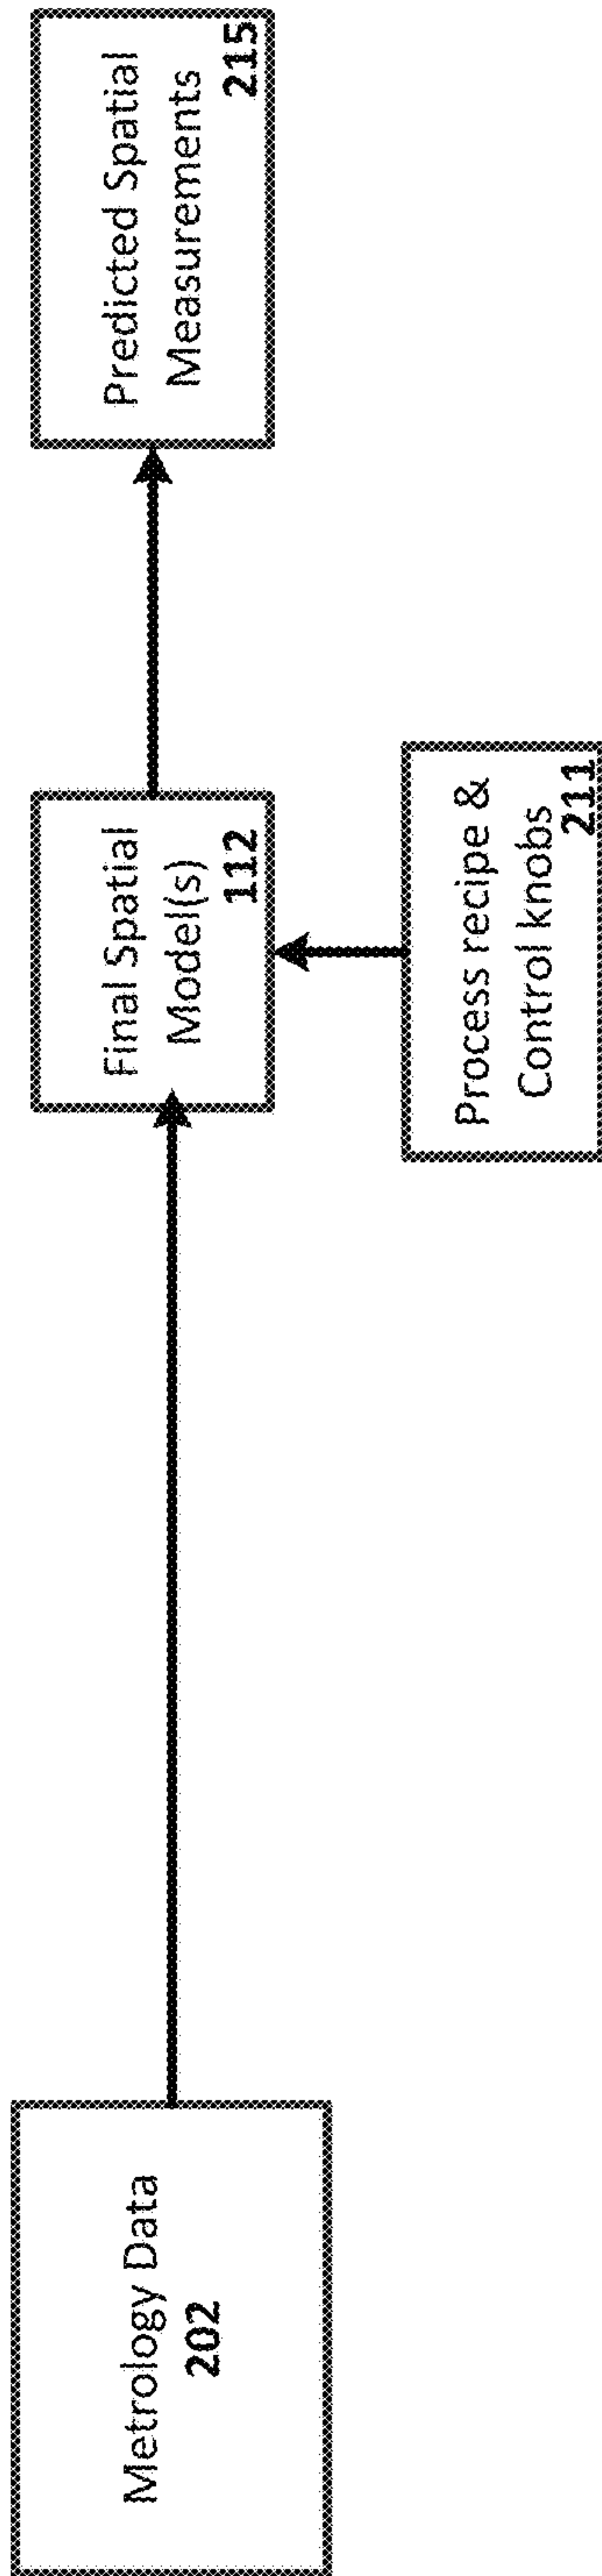 Metrology Data
202
Final Spatial
Model(s)
112
Process recipe &
Control knobs
211
Predicted Spatial
Measurements
215